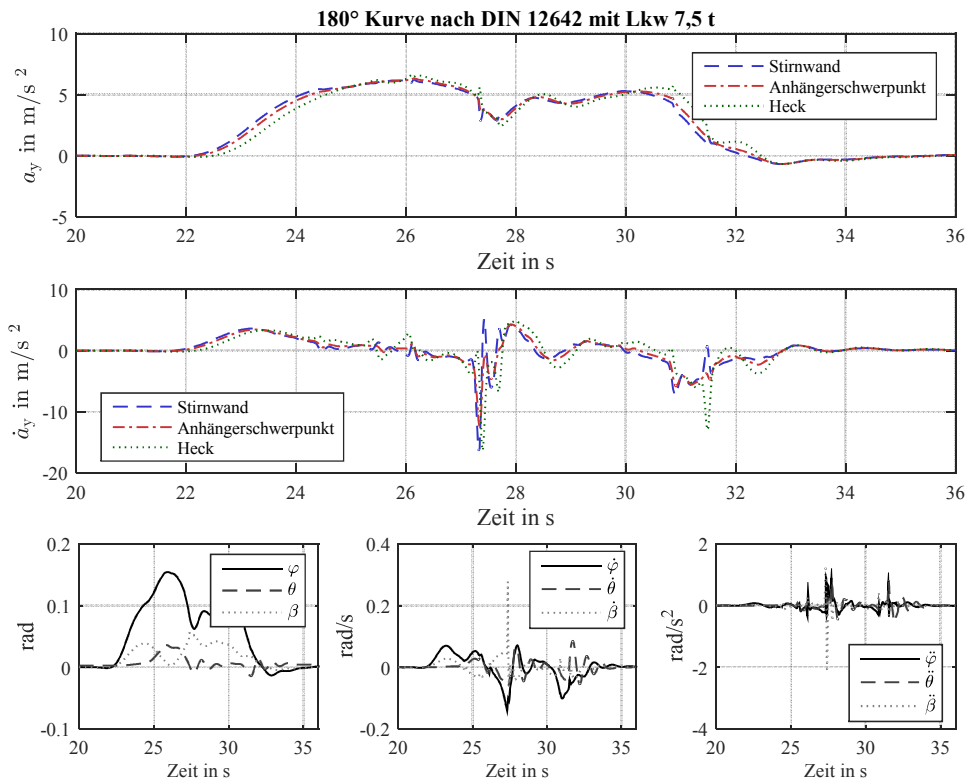 180° Kurve nach DIN 12642 mit Lkw 7,5 t
10
5
0
-5
a_y in m/s ²
Stirnwand
Anhängerschwerpunkt
Heck
20 22 24 26 28 30 32 34 36
Zeit in s
10
0
-10
-20
ȧ_y in m/s ²
Stirnwand
Anhängerschwerpunkt
Heck
20 22 24 26 28 30 32 34 36
Zeit in s
0.2
0.1
0
-0.1
rad
φ
θ
β
20 25 30 35
Zeit in s
0.4
0.2
0
-0.2
rad/s
φ̇
θ̇
β̇
20 25 30 35
Zeit in s
2
0
-2
-4
rad/s²
φ̈
θ̈
β̈
20 25 30 35
Zeit in s